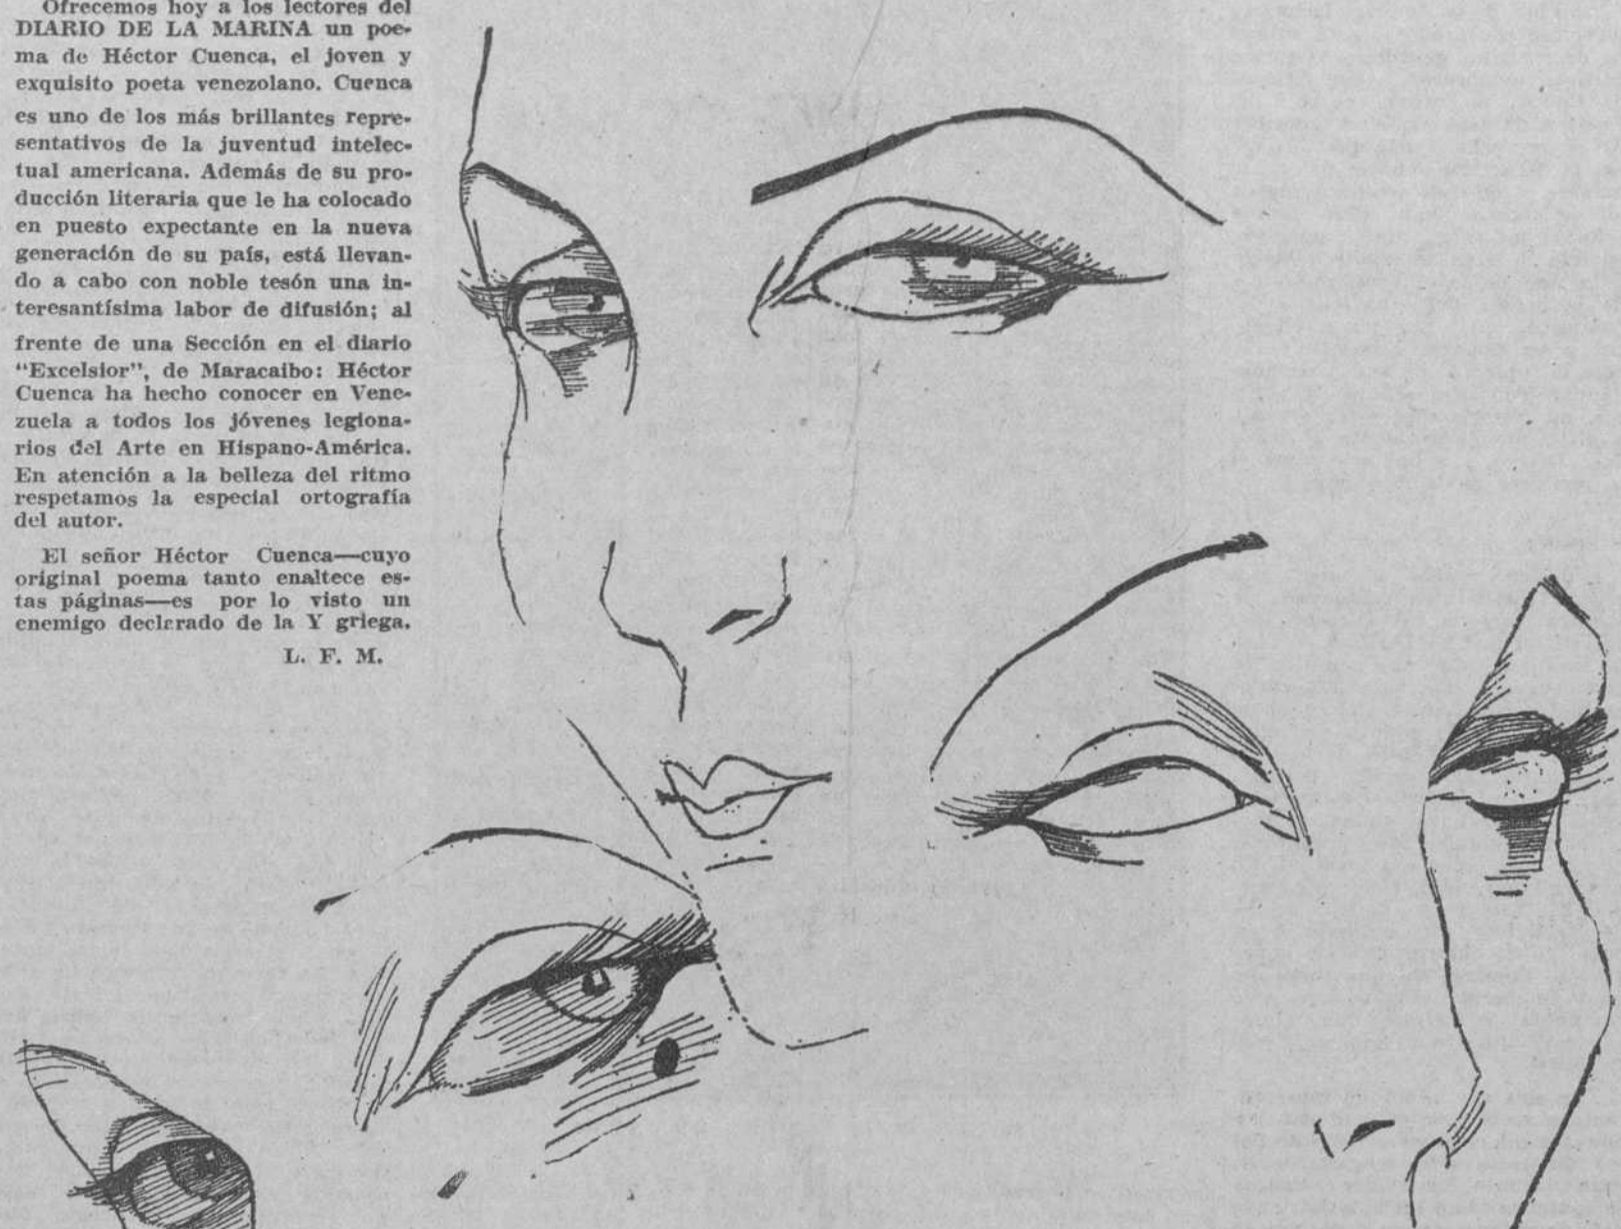 Ofrecemos hoy a los lectores del
DIARIO DE LA MARINA un poe-
ma de Héctor Cuenca, el joven y
exquisito poeta venezolano. Cuenca
es uno de los más brillantes repre-
sentativos de la juventud intelec-
tual americana. Además de su pro-
ducción literaria que le ha colocado
en puesto expectante en la nueva
generación de su país, está llevan-
do a cabo con noble tesón una in-
teresantísima labor de difusión; al
frente de una Sección en el diario
“Excelsior”, de Maracaibo: Héctor
Cuenca ha hecho conocer en Vene-
zuela a todos los jóvenes legiona-
rios del Arte en Hispano-América.
En atención a la belleza del ritmo
respetamos la especial ortografía
del autor.
El señor Héctor Cuenca—cuyo
original poema tanto enaltece es-
tas páginas—es por lo visto un
enemigo declarado de la Y griega.
L. F. M.